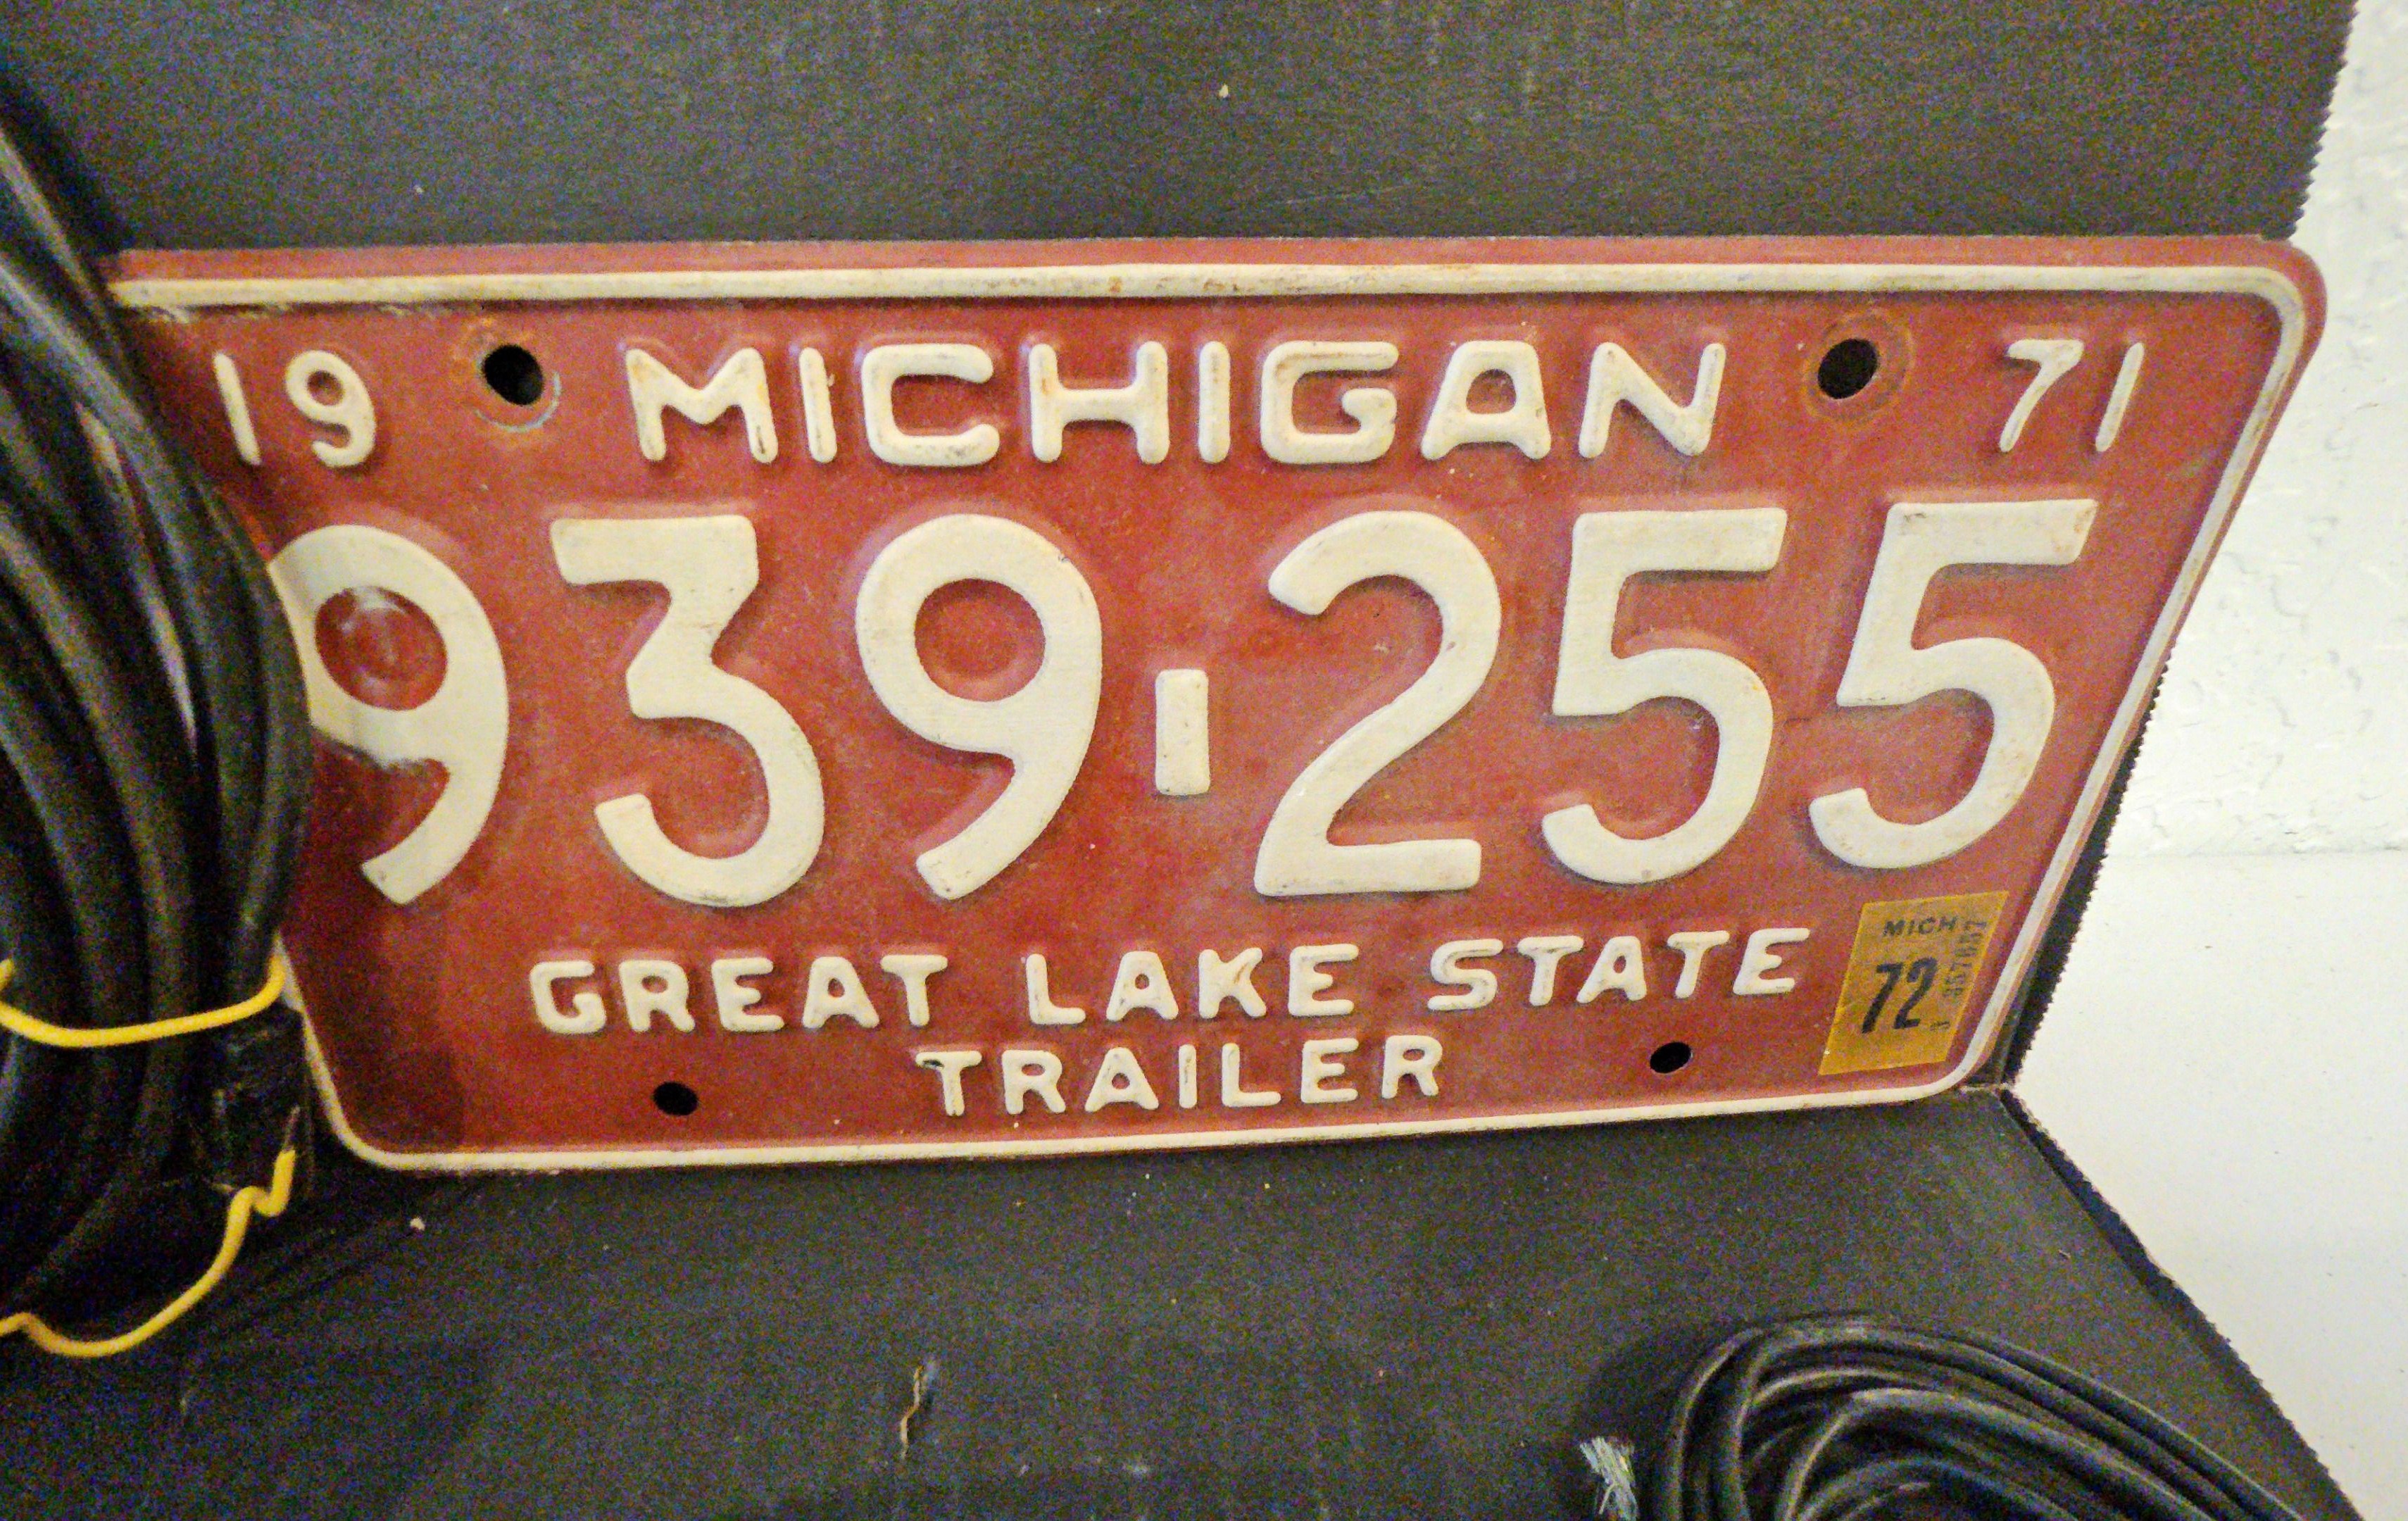 19 MICHIGAN 71
939-255
GREAT LAKE STATE
TRAILER
MICH
72